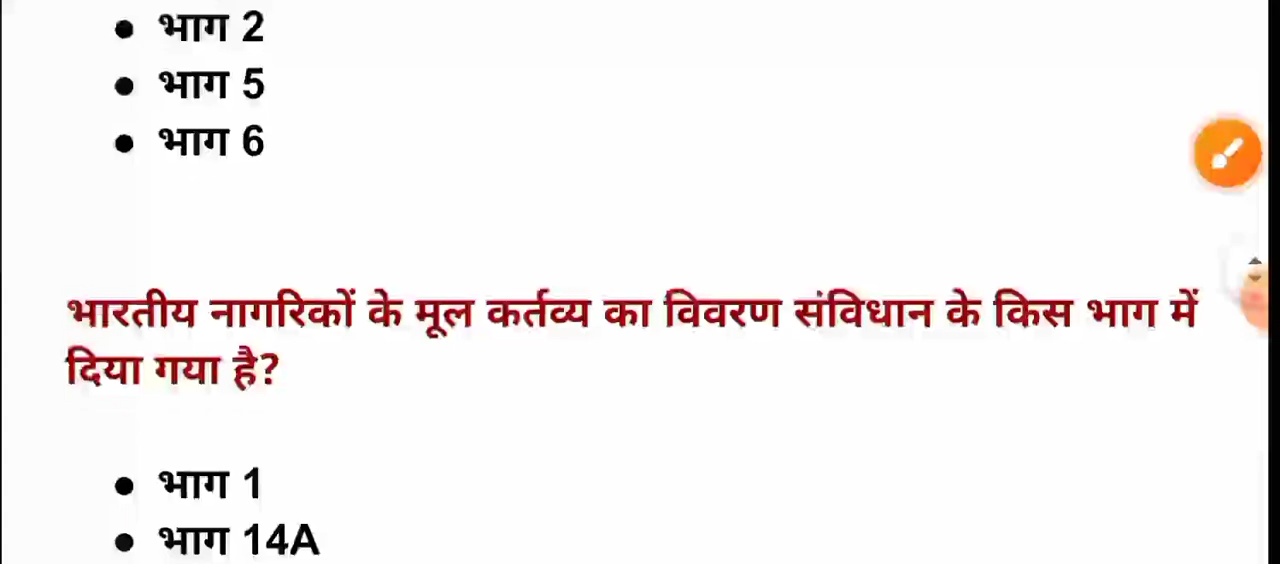 • भाग 2
• भाग 5
• भाग 6
भारतीय नागरिकों के मूल कर्तव्य का विवरण संविधान के किस भाग में
दिया गया है?
• भाग 1
• भाग 14A